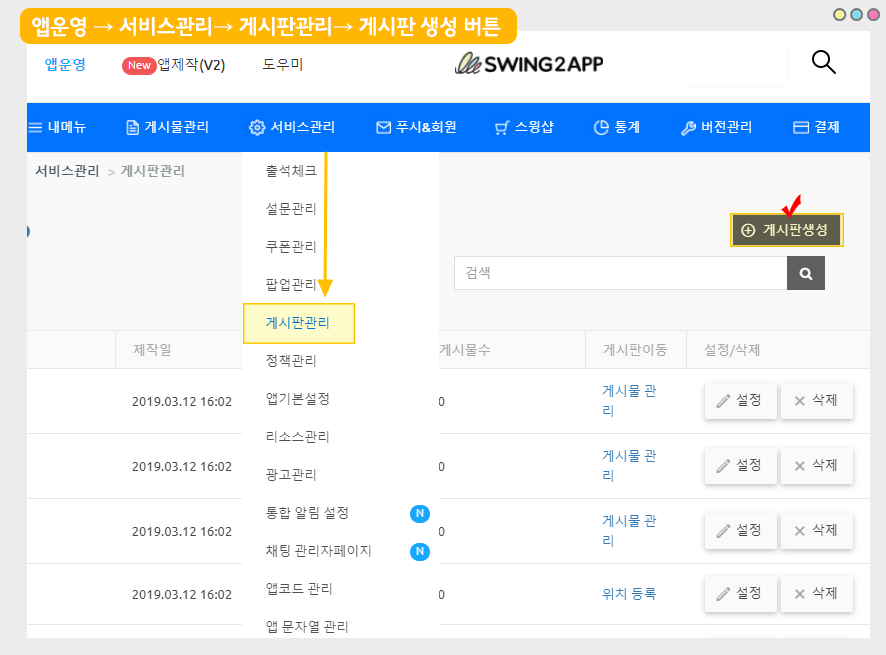 앱운영 → 서비스관리→ 게시판관리→ 게시판 생성 버튼
앱운영
New 앱제작(V2)
도우미
SWING2APP
내메뉴
게시물관리
서비스관리
푸시&회원
스윙샵
통계
버전관리
결제
서비스관리 > 게시판관리
출석체크
설문관리
쿠폰관리
팝업관리
게시판관리
정책관리
앱기본설정
리소스관리
광고관리
통합 알림 설정 N
채팅 관리자페이지 N
앱코드 관리
앱 문자열 관리
게시판생성
검색
제작일
게시물수
게시판이동
설정/삭제
2019.03.12 16:02
0
게시물 관
리
설정
삭제
2019.03.12 16:02
0
게시물 관
리
설정
삭제
2019.03.12 16:02
0
게시물 관
리
설정
삭제
2019.03.12 16:02
0
위치 등록
설정
삭제